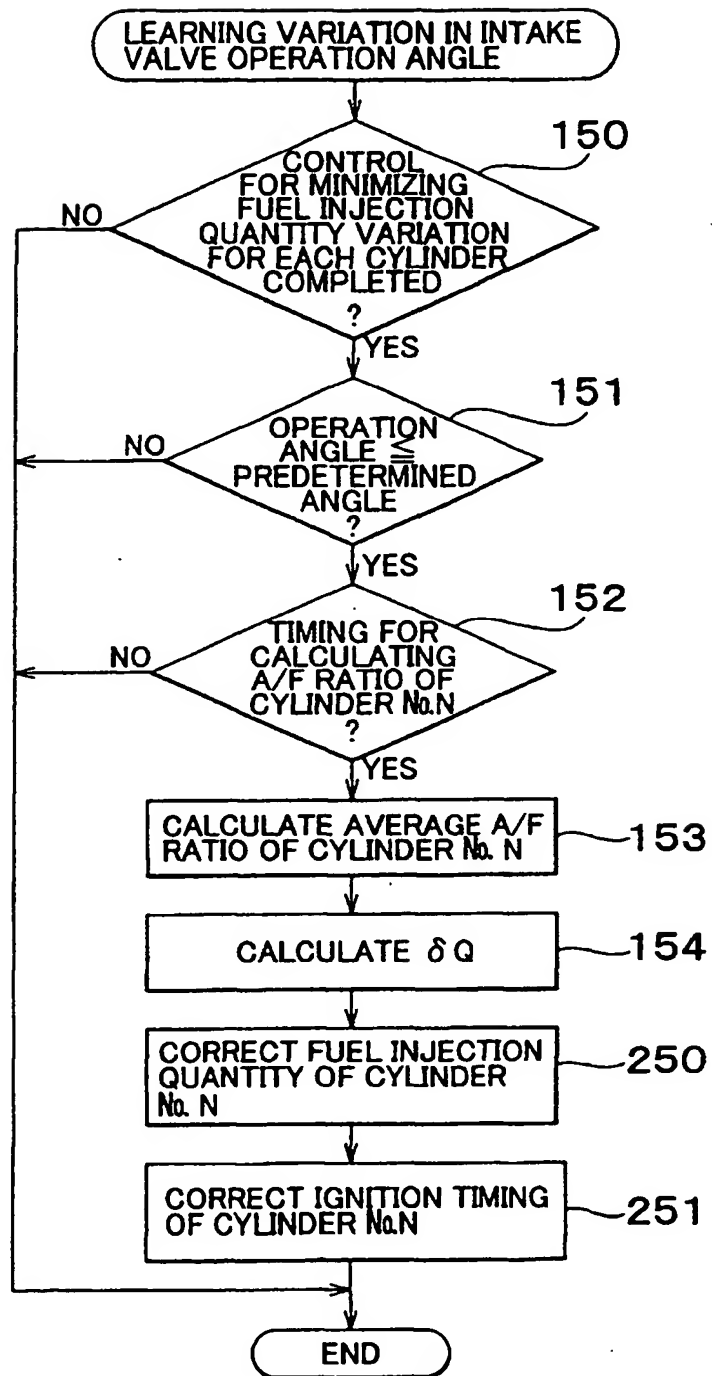 LEARNING VARIATION IN INTAKE
VALVE OPERATION ANGLE
150
CONTROL
FOR MINIMIZING
FUEL INJECTION
QUANTITY VARIATION
FOR EACH CYLINDER
COMPLETED
?
NO
YES
151
OPERATION
ANGLE ≦
PREDETERMINED
ANGLE
?
NO
YES
152
TIMING FOR
CALCULATING
A/F RATIO OF
CYLINDER No.N
?
NO
YES
CALCULATE AVERAGE A/F
RATIO OF CYLINDER No. N
153
CALCULATE δ Q
154
CORRECT FUEL INJECTION
QUANTITY OF CYLINDER
No. N
250
CORRECT IGNITION TIMING
OF CYLINDER No.N
251
END